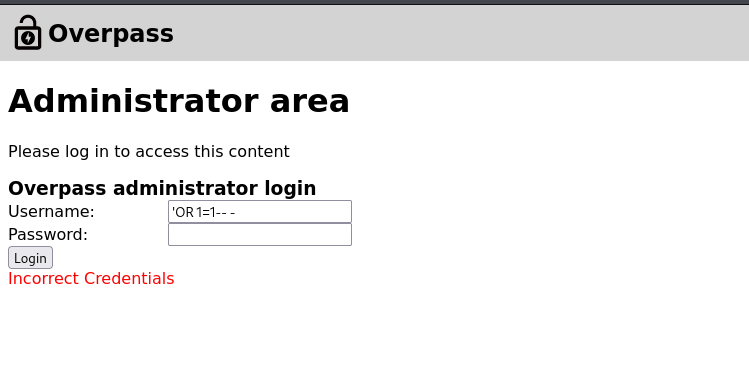 Overpass
Administrator area
Please log in to access this content
Overpass administrator login
Username: 'OR 1=1-- -
Password:
Login
Incorrect Credentials